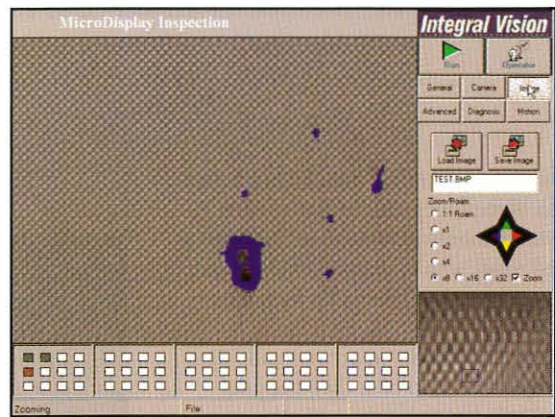 MicroDisplay Inspection
Integral Vision
Run
Operator
General
Camera
Image
Advanced
Diagnosis
Motion
Load Image
Save Image
TEST.BMP
Zoom/Roam
1:1 Roam
x1
x2
x4
x8 x16 x32 Zoom
Zooming
File